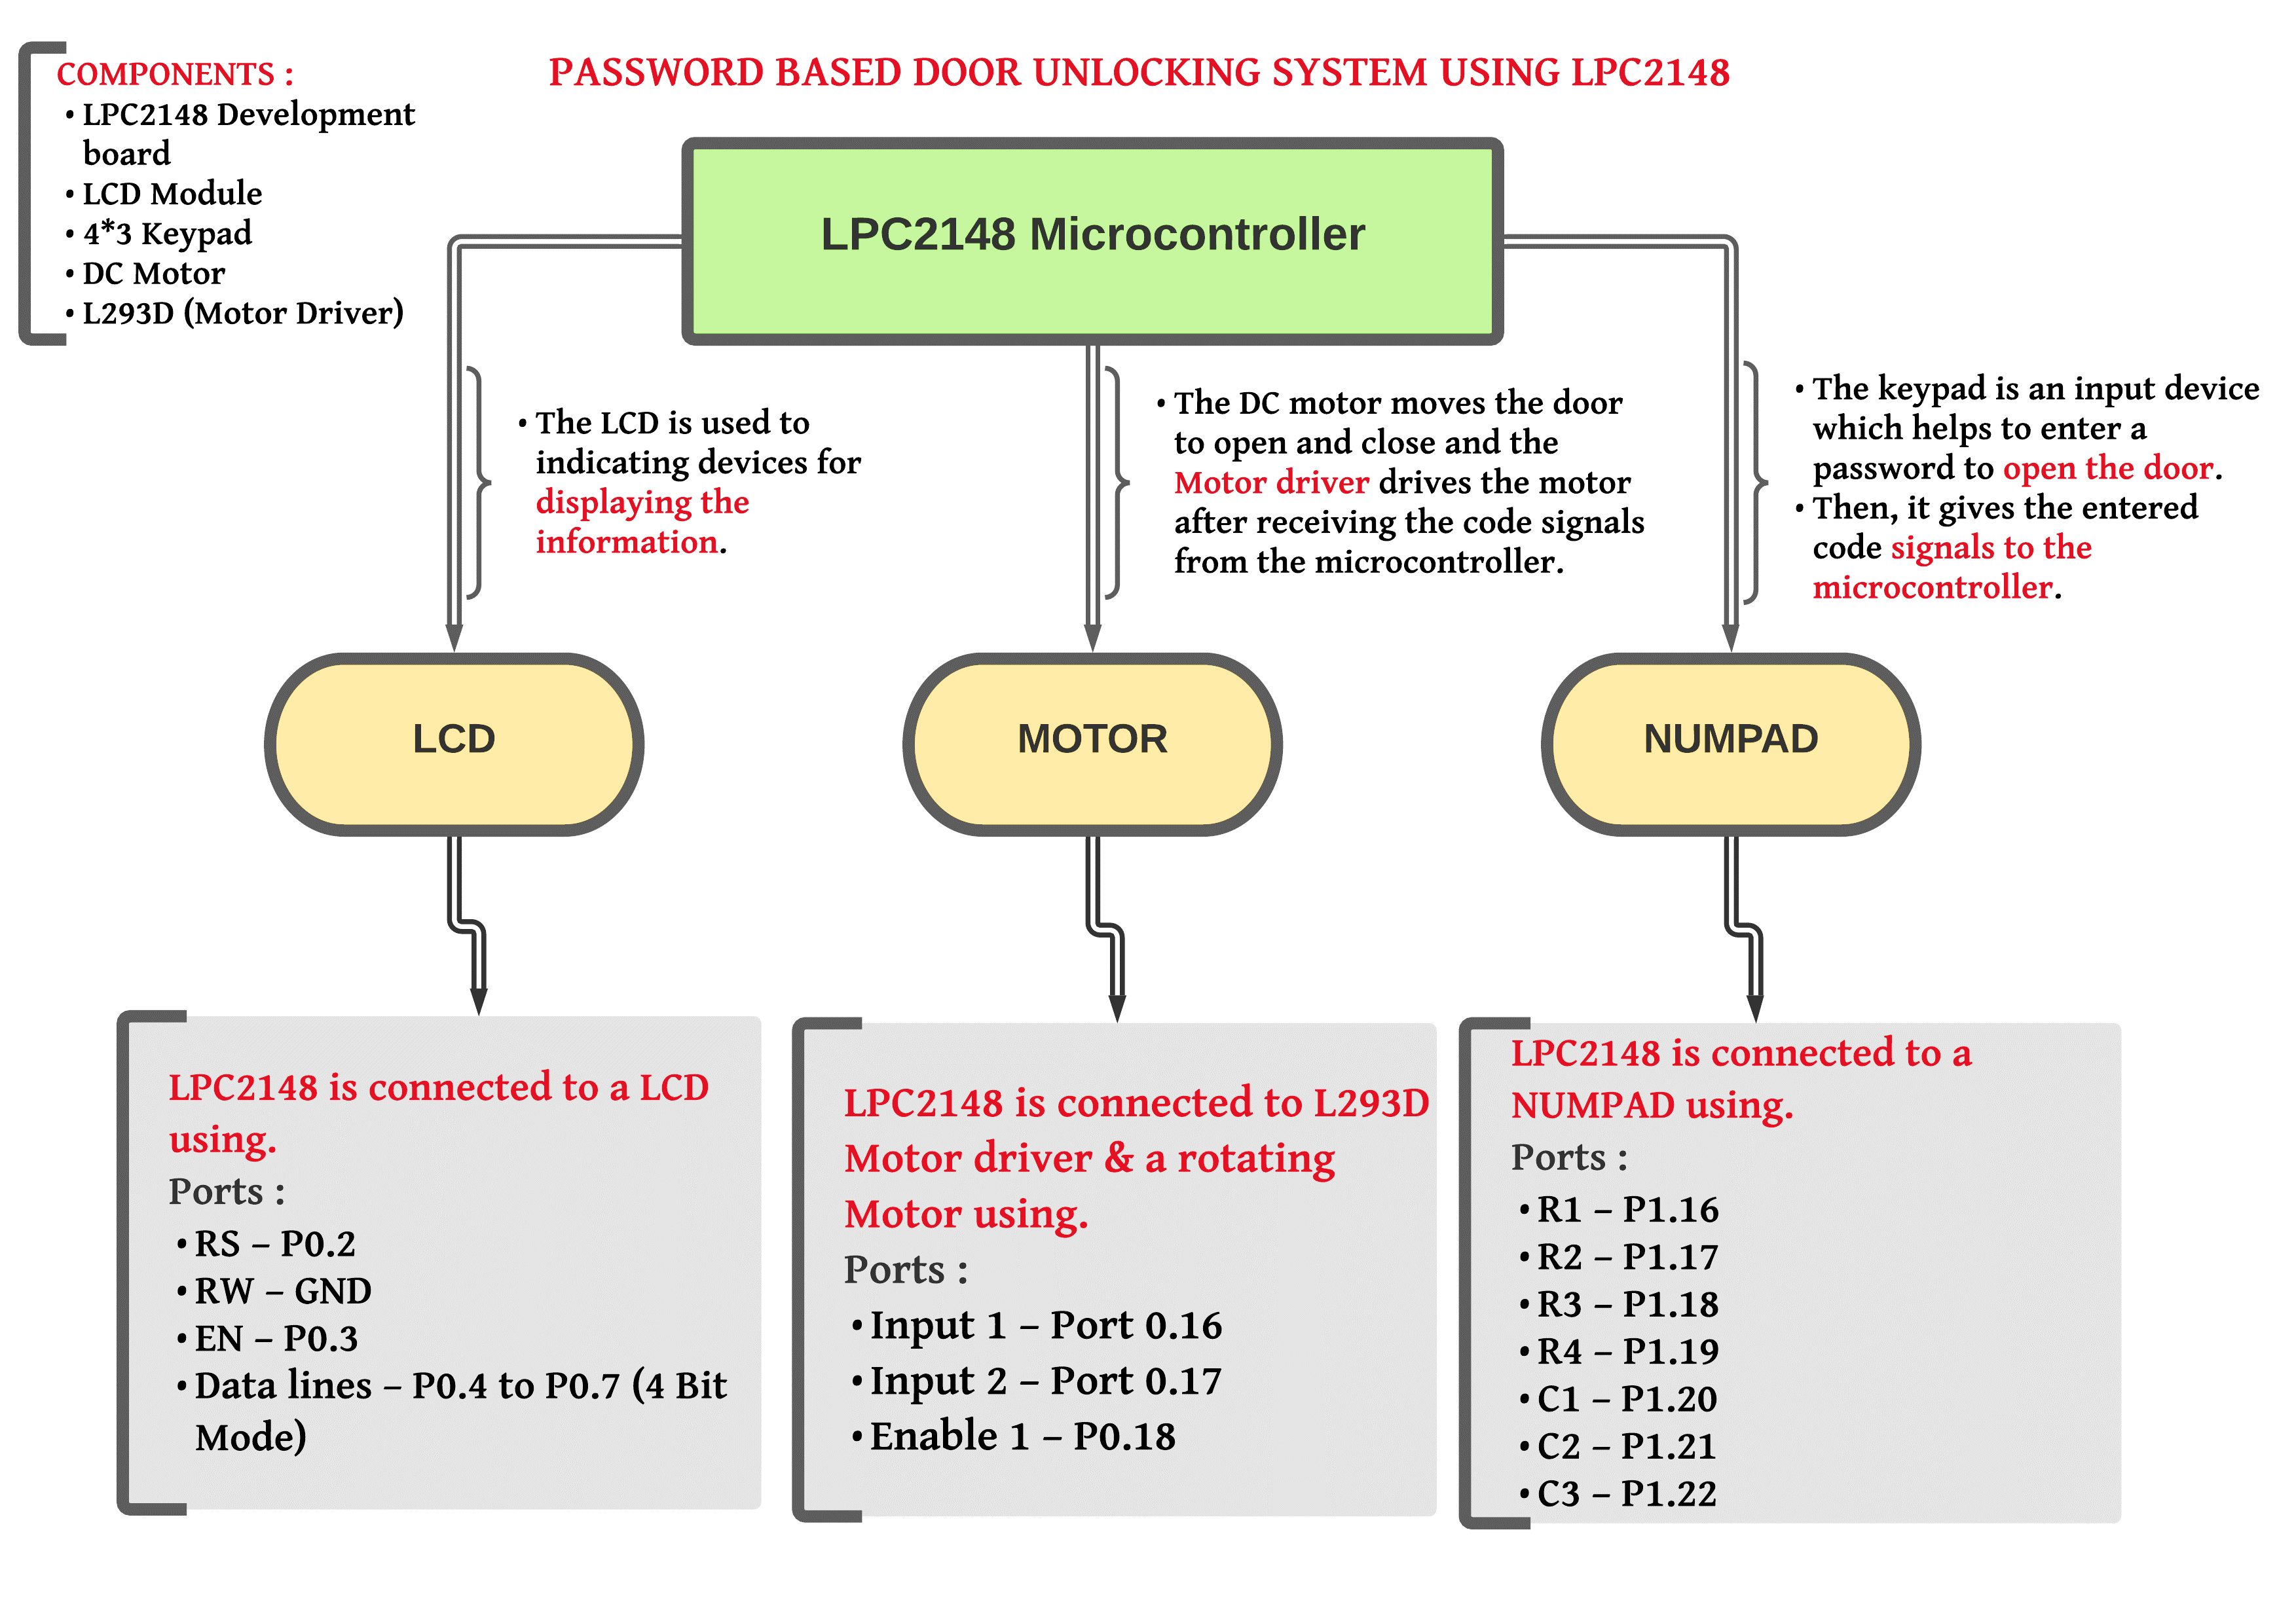 PASSWORD BASED DOOR UNLOCKING SYSTEM USING LPC2148
COMPONENTS :
• LPC2148 Development
board
• LCD Module
• 4*3 Keypad
• DC Motor
• L293D (Motor Driver)
LPC2148 Microcontroller
• The LCD is used to
indicating devices for
displaying the
information.
• The DC motor moves the door
to open and close and the
Motor driver drives the motor
after receiving the code signals
from the microcontroller.
• The keypad is an input device
which helps to enter a
password to open the door.
• Then, it gives the entered
code signals to the
microcontroller.
LCD
MOTOR
NUMPAD
LPC2148 is connected to a LCD
using.
Ports :
• RS – P0.2
• RW – GND
• EN – P0.3
• Data lines – P0.4 to P0.7 (4 Bit
Mode)
LPC2148 is connected to L293D
Motor driver & a rotating
Motor using.
Ports :
• Input 1 – Port 0.16
• Input 2 – Port 0.17
• Enable 1 – P0.18
LPC2148 is connected to a
NUMPAD using.
Ports :
• R1 – P1.16
• R2 – P1.17
• R3 – P1.18
• R4 – P1.19
• C1 – P1.20
• C2 – P1.21
• C3 – P1.22